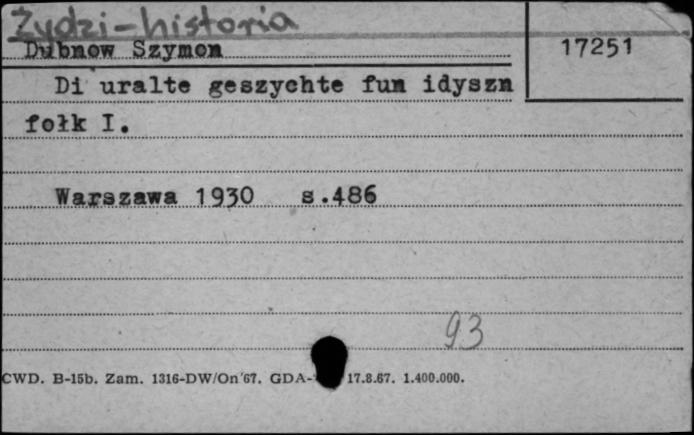 Żydzi-historia
Dubnow Szymon
17251
Di uralte geszychte fun idyszn
fołk I.
Warszawa 1930 s.486
93
CWD. B-15b. Zam. 1316-DW/On'67. GDA- 17.8.67. 1.400.000.